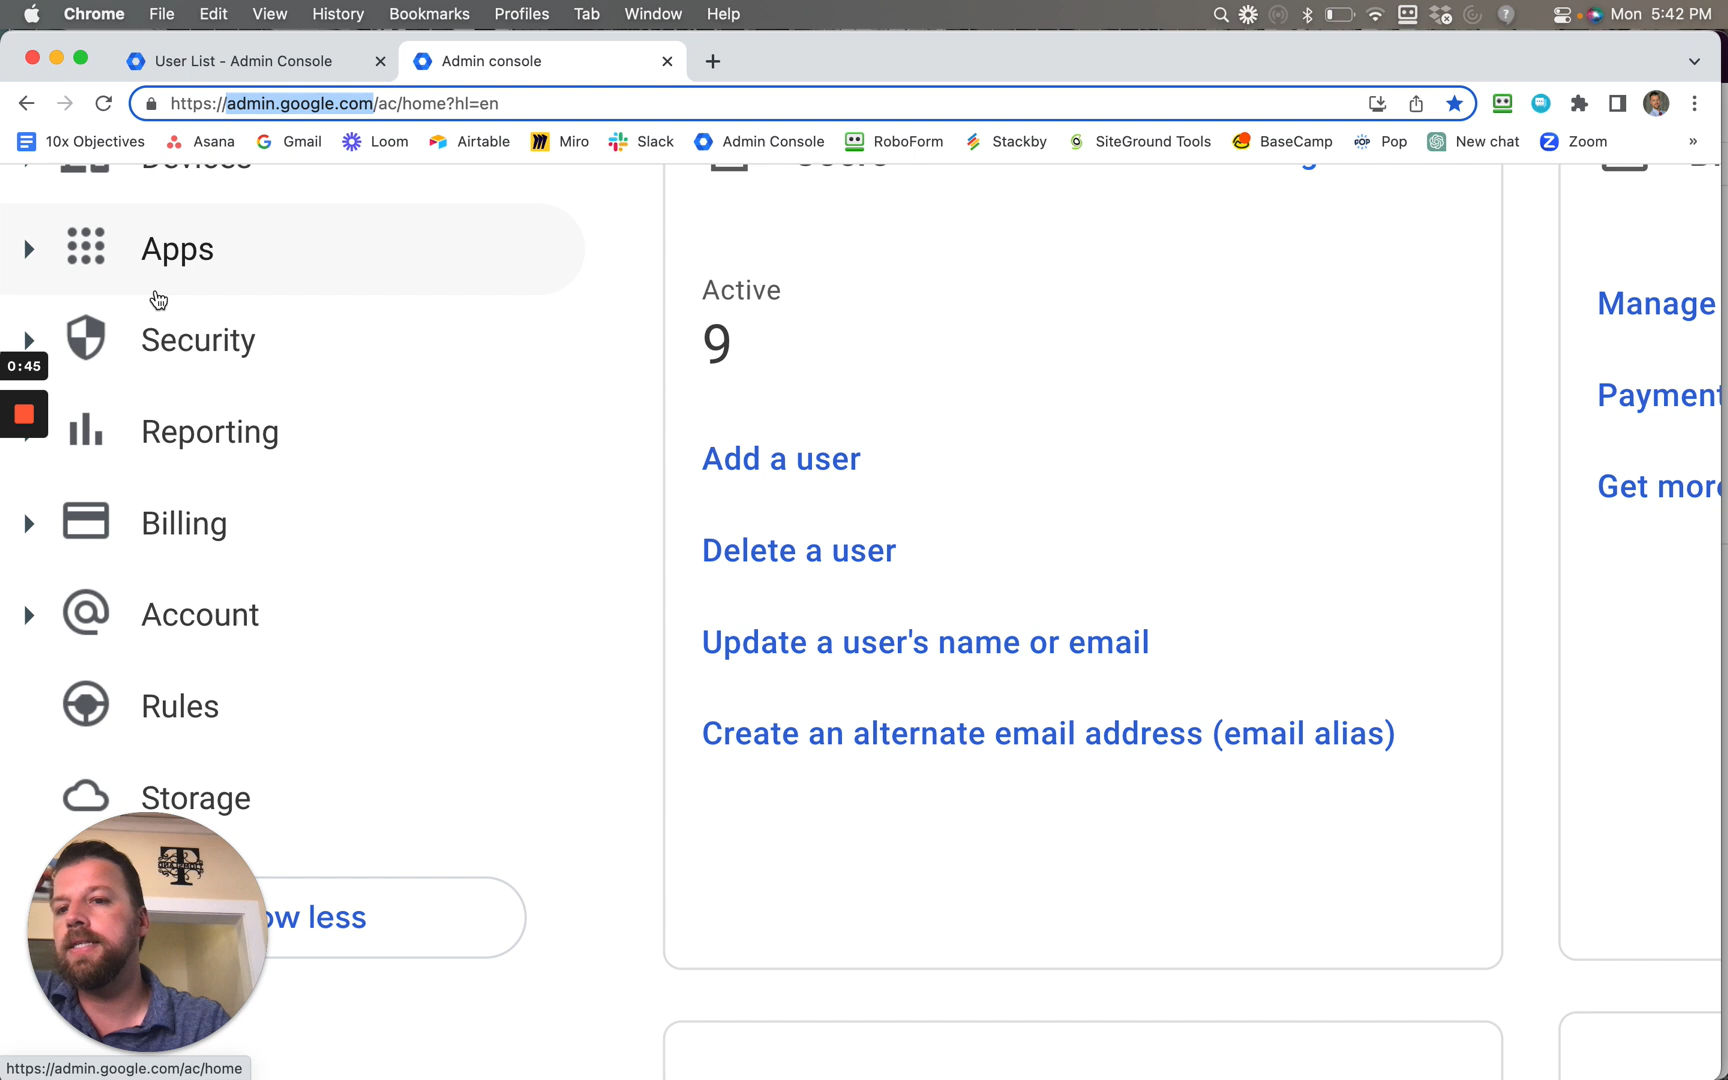 Chrome File Edit View History Bookmarks Profiles Tab Window Help Mon 5:42 PM
User List - Admin Console Admin console
https://admin.google.com/ac/home?hl=en
10x Objectives Asana Gmail Loom Airtable Miro Slack Admin Console RoboForm Stackby SiteGround Tools BaseCamp Pop New chat Zoom »
Devices
Users
Apps
Security
0:45
Reporting
Billing
Account
Rules
Storage
ow less
Active
9
Add a user
Delete a user
Update a user's name or email
Create an alternate email address (email alias)
Manage
Payment
Get more
https://admin.google.com/ac/home